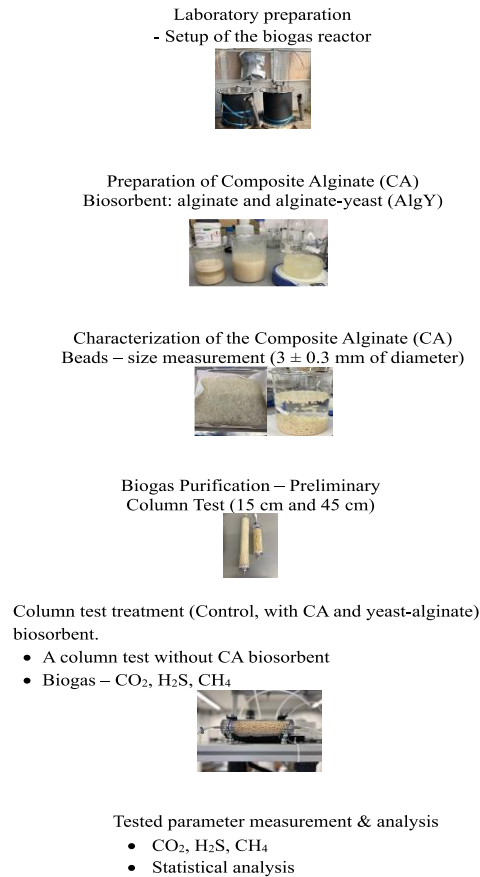 Laboratory preparation
- Setup of the biogas reactor
Preparation of Composite Alginate (CA)
Biosorbent: alginate and alginate-yeast (AlgY)
Characterization of the Composite Alginate (CA)
Beads – size measurement (3 ± 0.3 mm of diameter)
Biogas Purification – Preliminary
Column Test (15 cm and 45 cm)
Column test treatment (Control, with CA and yeast-alginate)
biosorbent.
• A column test without CA biosorbent
• Biogas – CO₂, H₂S, CH₄
Tested parameter measurement & analysis
• CO₂, H₂S, CH₄
• Statistical analysis